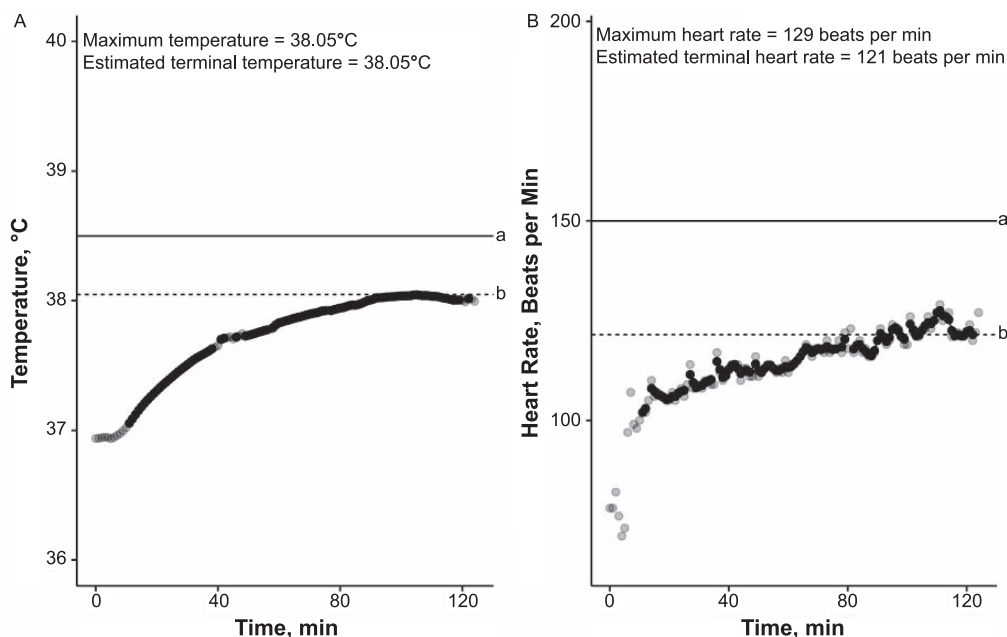 A
Maximum temperature = 38.05°C
Estimated terminal temperature = 38.05°C
40
39
38
37
36
a
b
Temperature, °C
0
40
80
120
Time, min
B
Maximum heart rate = 129 beats per min
Estimated terminal heart rate = 121 beats per min
200
150
100
a
b
Heart Rate, Beats per Min
0
40
80
120
Time, min